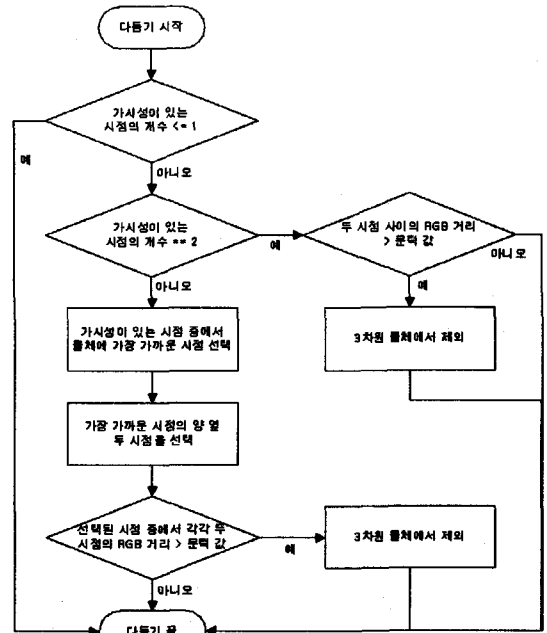 다듬기 시작
가시성이 있는
시점의 개수 <= 1
예
아니오
가시성이 있는
시점의 개수 == 2
예
두 시점 사이의 RGB 거리
> 문턱 값
아니오
아니오
예
가시성이 있는 시점 중에서
물체에 가장 가까운 시점 선택
3차원 물체에서 제외
가장 가까운 시점의 양 옆
두 시점을 선택
선택된 시점 중에서 각각 두
시점의 RGB 거리 > 문턱 값
예
3차원 물체에서 제외
아니오
다듬기 끝